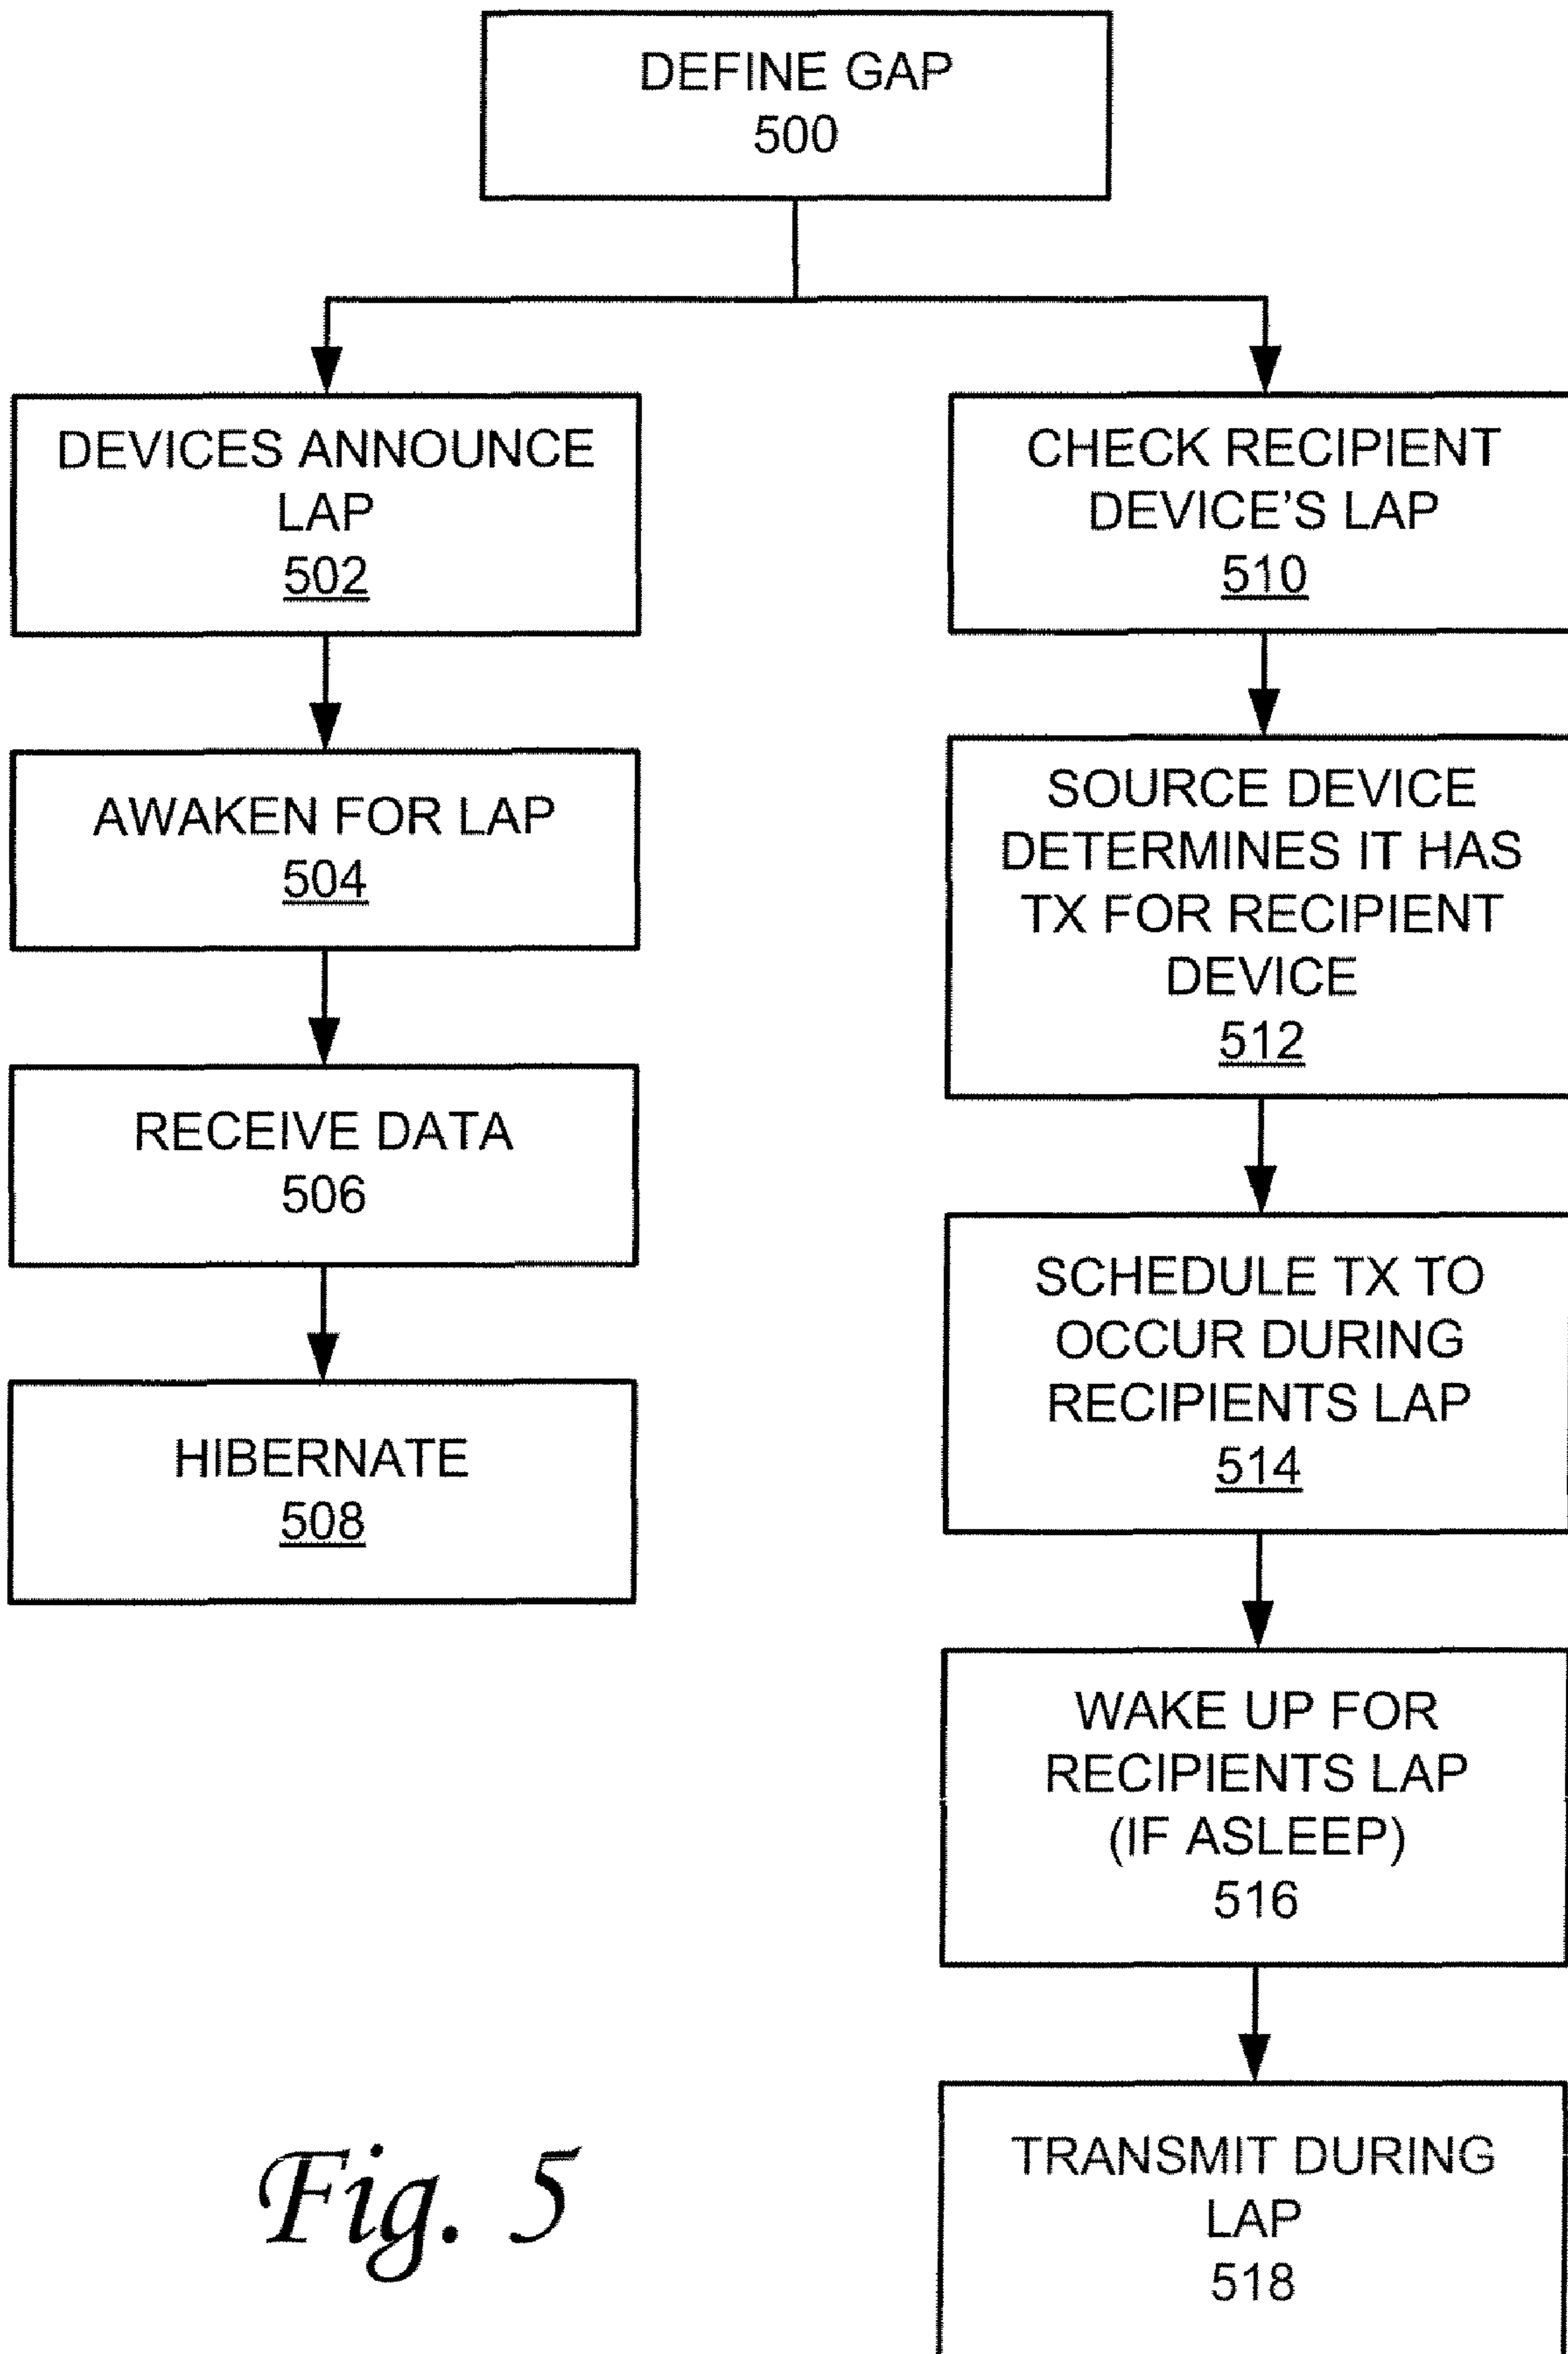 DEFINE GAP
500
DEVICES ANNOUNCE
LAP
502
AWAKEN FOR LAP
504
RECEIVE DATA
506
HIBERNATE
508
CHECK RECIPIENT
DEVICE'S LAP
510
SOURCE DEVICE
DETERMINES IT HAS
TX FOR RECIPIENT
DEVICE
512
SCHEDULE TX TO
OCCUR DURING
RECIPIENTS LAP
514
WAKE UP FOR
RECIPIENTS LAP
(IF ASLEEP)
516
TRANSMIT DURING
LAP
518
Fig. 5